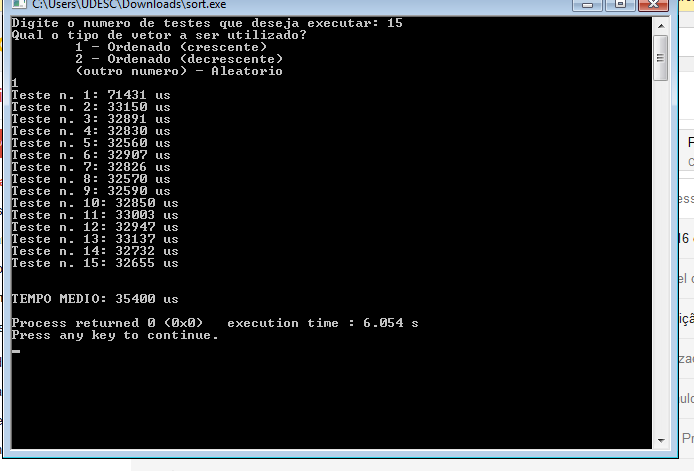 C:\Users\UDESC\Downloads\sort.exe
Digite o numero de testes que deseja executar: 15
Qual o tipo de vetor a ser utilizado?
1 - Ordenado (crescente)
2 - Ordenado (decrescente)
(outro numero) - Aleatorio
1
Teste n. 1: 71431 us
Teste n. 2: 33150 us
Teste n. 3: 32891 us
Teste n. 4: 32830 us
Teste n. 5: 32560 us
Teste n. 6: 32907 us
Teste n. 7: 32826 us
Teste n. 8: 32570 us
Teste n. 9: 32590 us
Teste n. 10: 32850 us
Teste n. 11: 33003 us
Teste n. 12: 32947 us
Teste n. 13: 33137 us
Teste n. 14: 32732 us
Teste n. 15: 32655 us
TEMPO MEDIO: 35400 us
Process returned 0 (0x0)   execution time : 6.054 s
Press any key to continue.